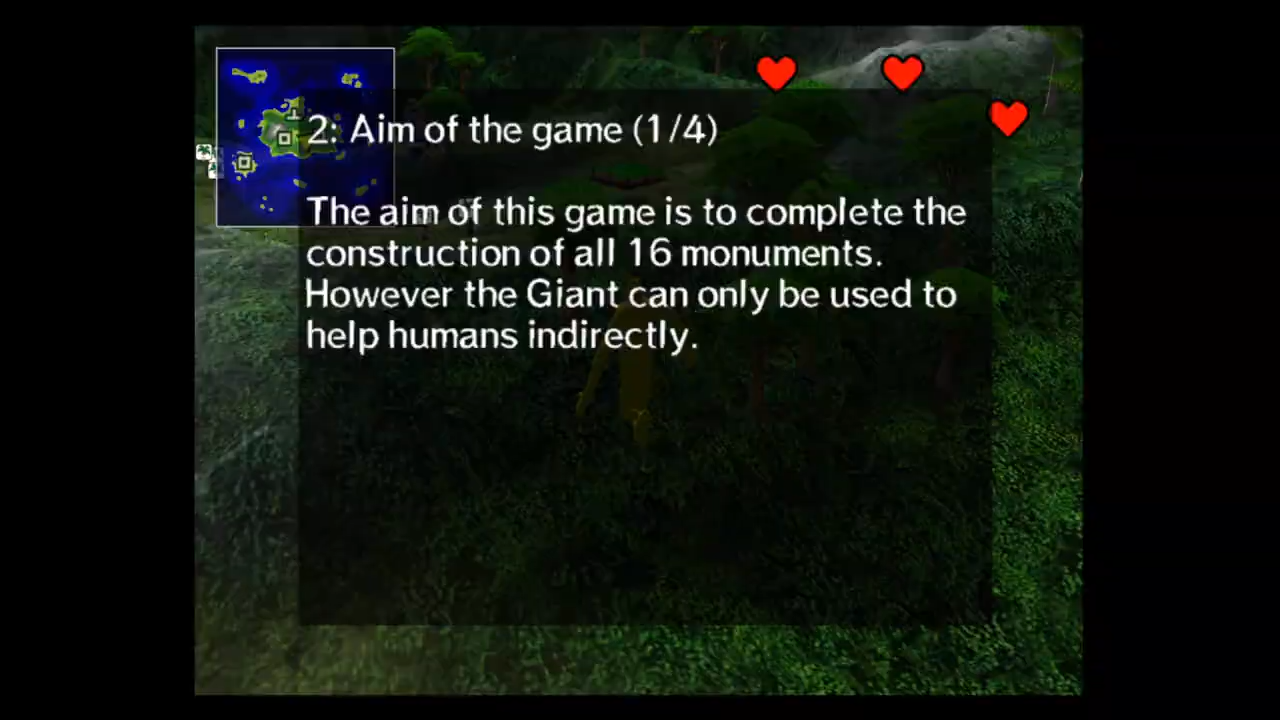 2: Aim of the game (1/4)
The aim of this game is to complete the
construction of all 16 monuments.
However the Giant can only be used to
help humans indirectly.